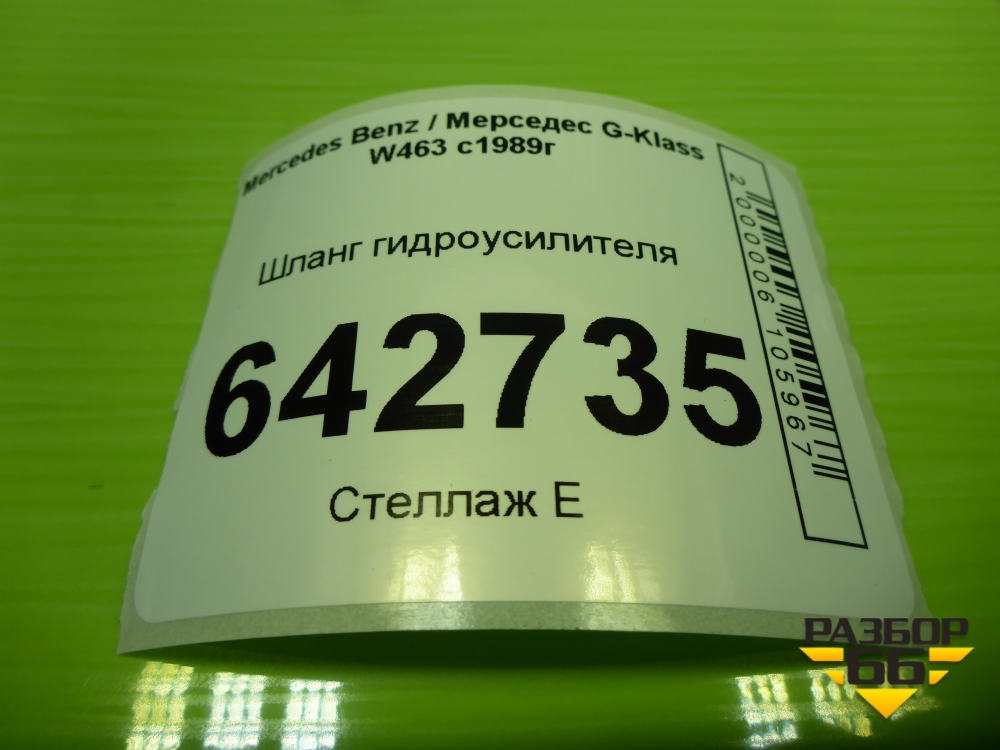 Mercedes Benz / Мерседес G-Klass
W463 с1989г
Шланг гидроусилителя
642735
Стеллаж Е
2000006105967
РАЗБОР
66